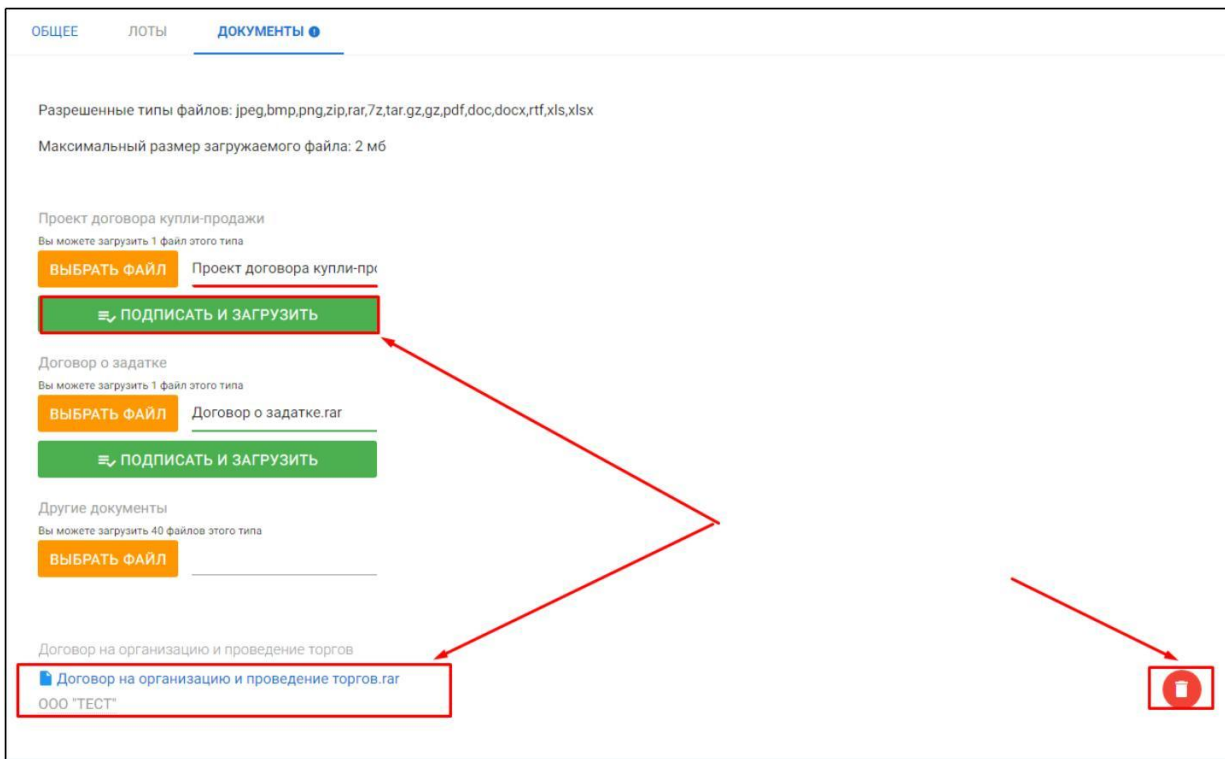 ОБЩЕЕ ЛОТЫ ДОКУМЕНТЫ
Разрешенные типы файлов: jpeg,bmp,png,zip,rar,7z,tar.gz,gz,pdf,doc,docx,rtf,xls,xlsx
Максимальный размер загружаемого файла: 2 мб
Проект договора купли-продажи
Вы можете загрузить 1 файл этого типа
ВЫБРАТЬ ФАЙЛ Проект договора купли-про
ПОДПИСАТЬ И ЗАГРУЗИТЬ
Договор о задатке
Вы можете загрузить 1 файл этого типа
ВЫБРАТЬ ФАЙЛ Договор о задатке.rar
ПОДПИСАТЬ И ЗАГРУЗИТЬ
Другие документы
Вы можете загрузить 40 файлов этого типа
ВЫБРАТЬ ФАЙЛ
Договор на организацию и проведение торгов
Договор на организацию и проведение торгов.rar
ООО "ТЕСТ"